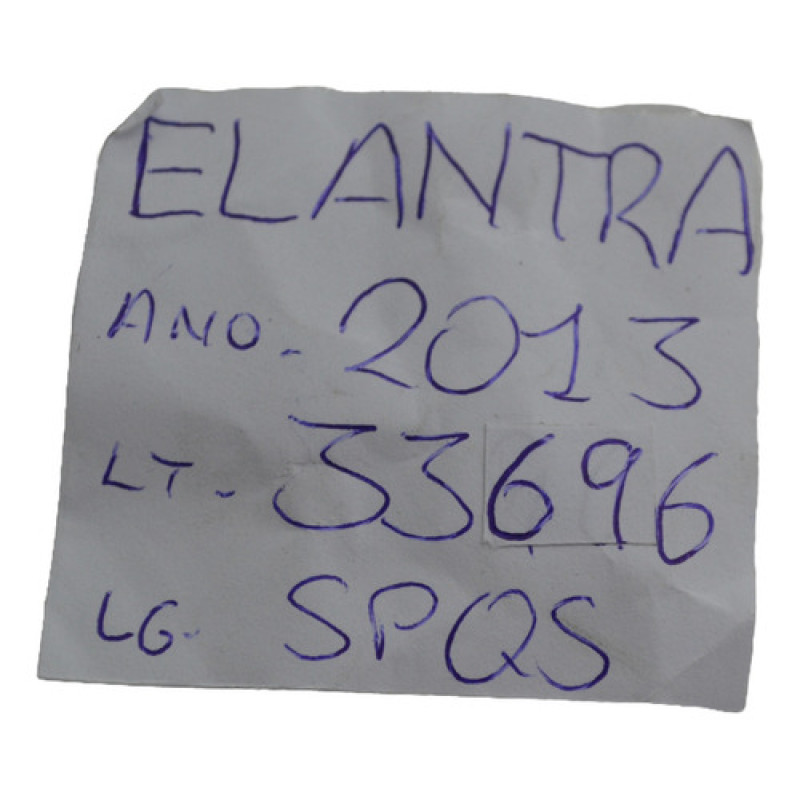 ELANTRA
ANO- 2013
LT- 33696
LG- SPQS